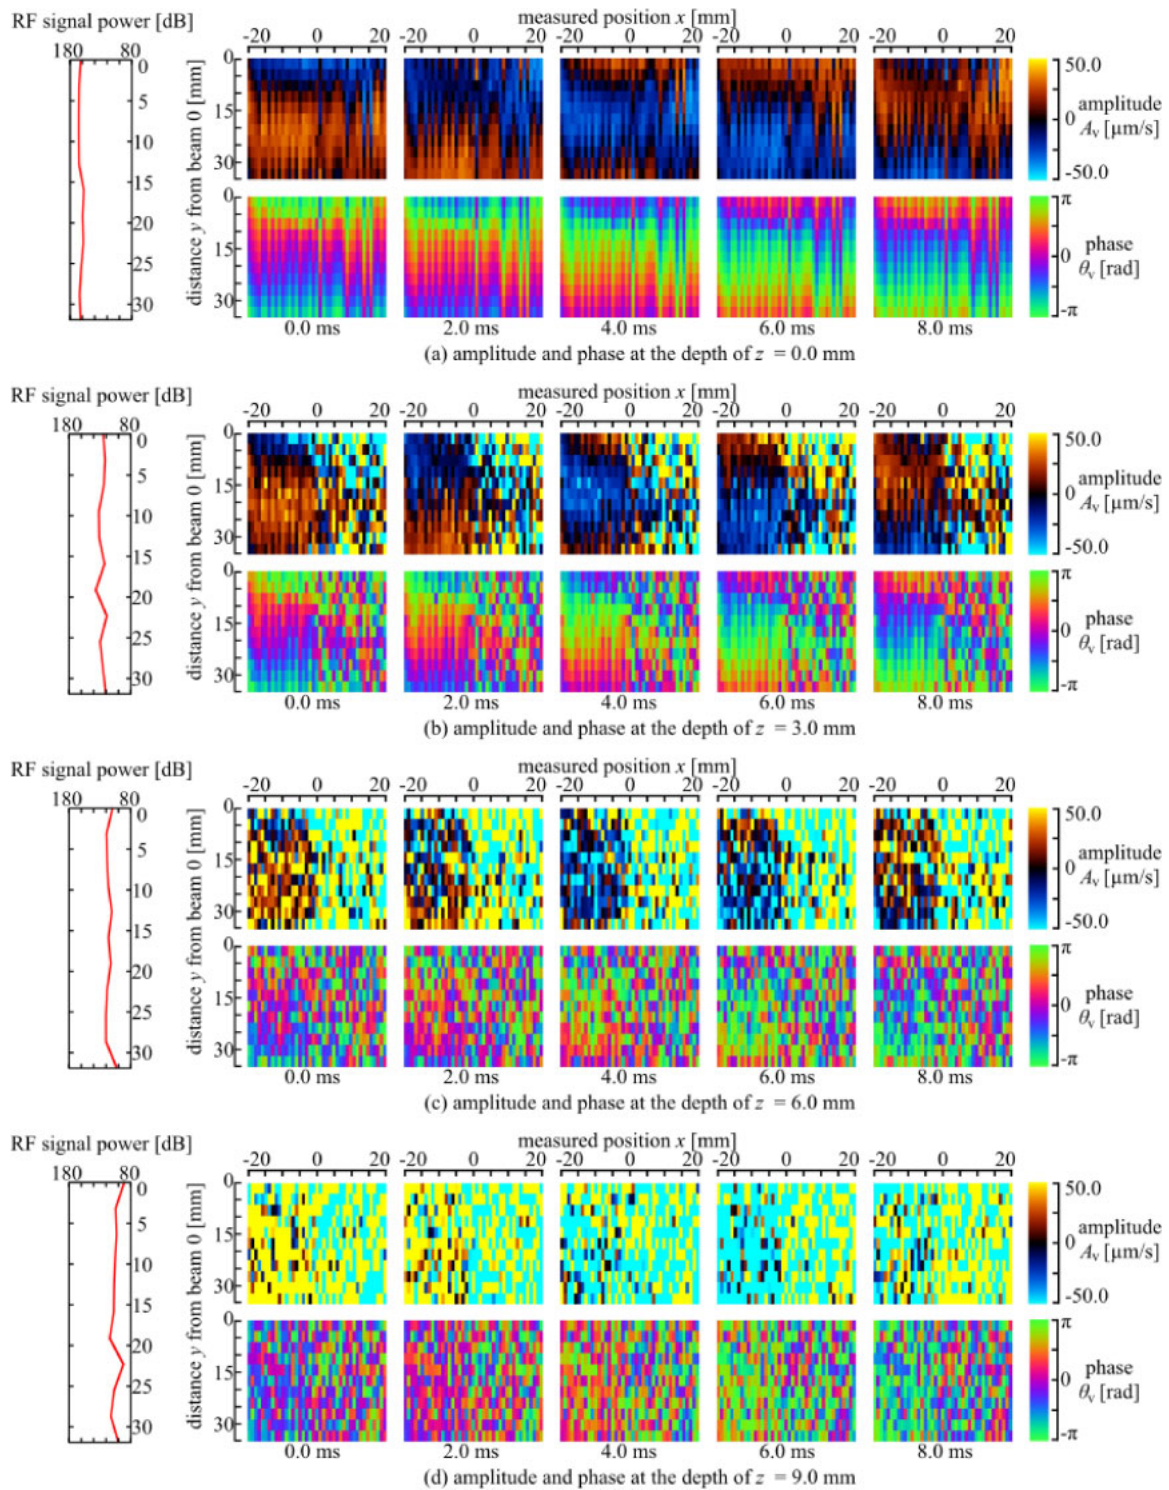 RF signal power [dB]
measured position x [mm]
180 80
-20 0 20 -20 0 20 -20 0 20 -20 0 20 -20 0 20
0 5 10 15 20 25 30
distance y from beam 0 [mm]
0 15 30
0 15 30
50.0
amplitude
0 Av [μm/s]
-50.0
π
phase
0 θv [rad]
-π
0.0 ms 2.0 ms 4.0 ms 6.0 ms 8.0 ms
(a) amplitude and phase at the depth of z = 0.0 mm
RF signal power [dB]
measured position x [mm]
180 80
-20 0 20 -20 0 20 -20 0 20 -20 0 20 -20 0 20
0 5 10 15 20 25 30
distance y from beam 0 [mm]
0 15 30
0 15 30
50.0
amplitude
0 Av [μm/s]
-50.0
π
phase
0 θv [rad]
-π
0.0 ms 2.0 ms 4.0 ms 6.0 ms 8.0 ms
(b) amplitude and phase at the depth of z = 3.0 mm
RF signal power [dB]
measured position x [mm]
180 80
-20 0 20 -20 0 20 -20 0 20 -20 0 20 -20 0 20
0 5 10 15 20 25 30
distance y from beam 0 [mm]
0 15 30
0 15 30
50.0
amplitude
0 Av [μm/s]
-50.0
π
phase
0 θv [rad]
-π
0.0 ms 2.0 ms 4.0 ms 6.0 ms 8.0 ms
(c) amplitude and phase at the depth of z = 6.0 mm
RF signal power [dB]
measured position x [mm]
180 80
-20 0 20 -20 0 20 -20 0 20 -20 0 20 -20 0 20
0 5 10 15 20 25 30
distance y from beam 0 [mm]
0 15 30
0 15 30
50.0
amplitude
0 Av [μm/s]
-50.0
π
phase
0 θv [rad]
-π
0.0 ms 2.0 ms 4.0 ms 6.0 ms 8.0 ms
(d) amplitude and phase at the depth of z = 9.0 mm